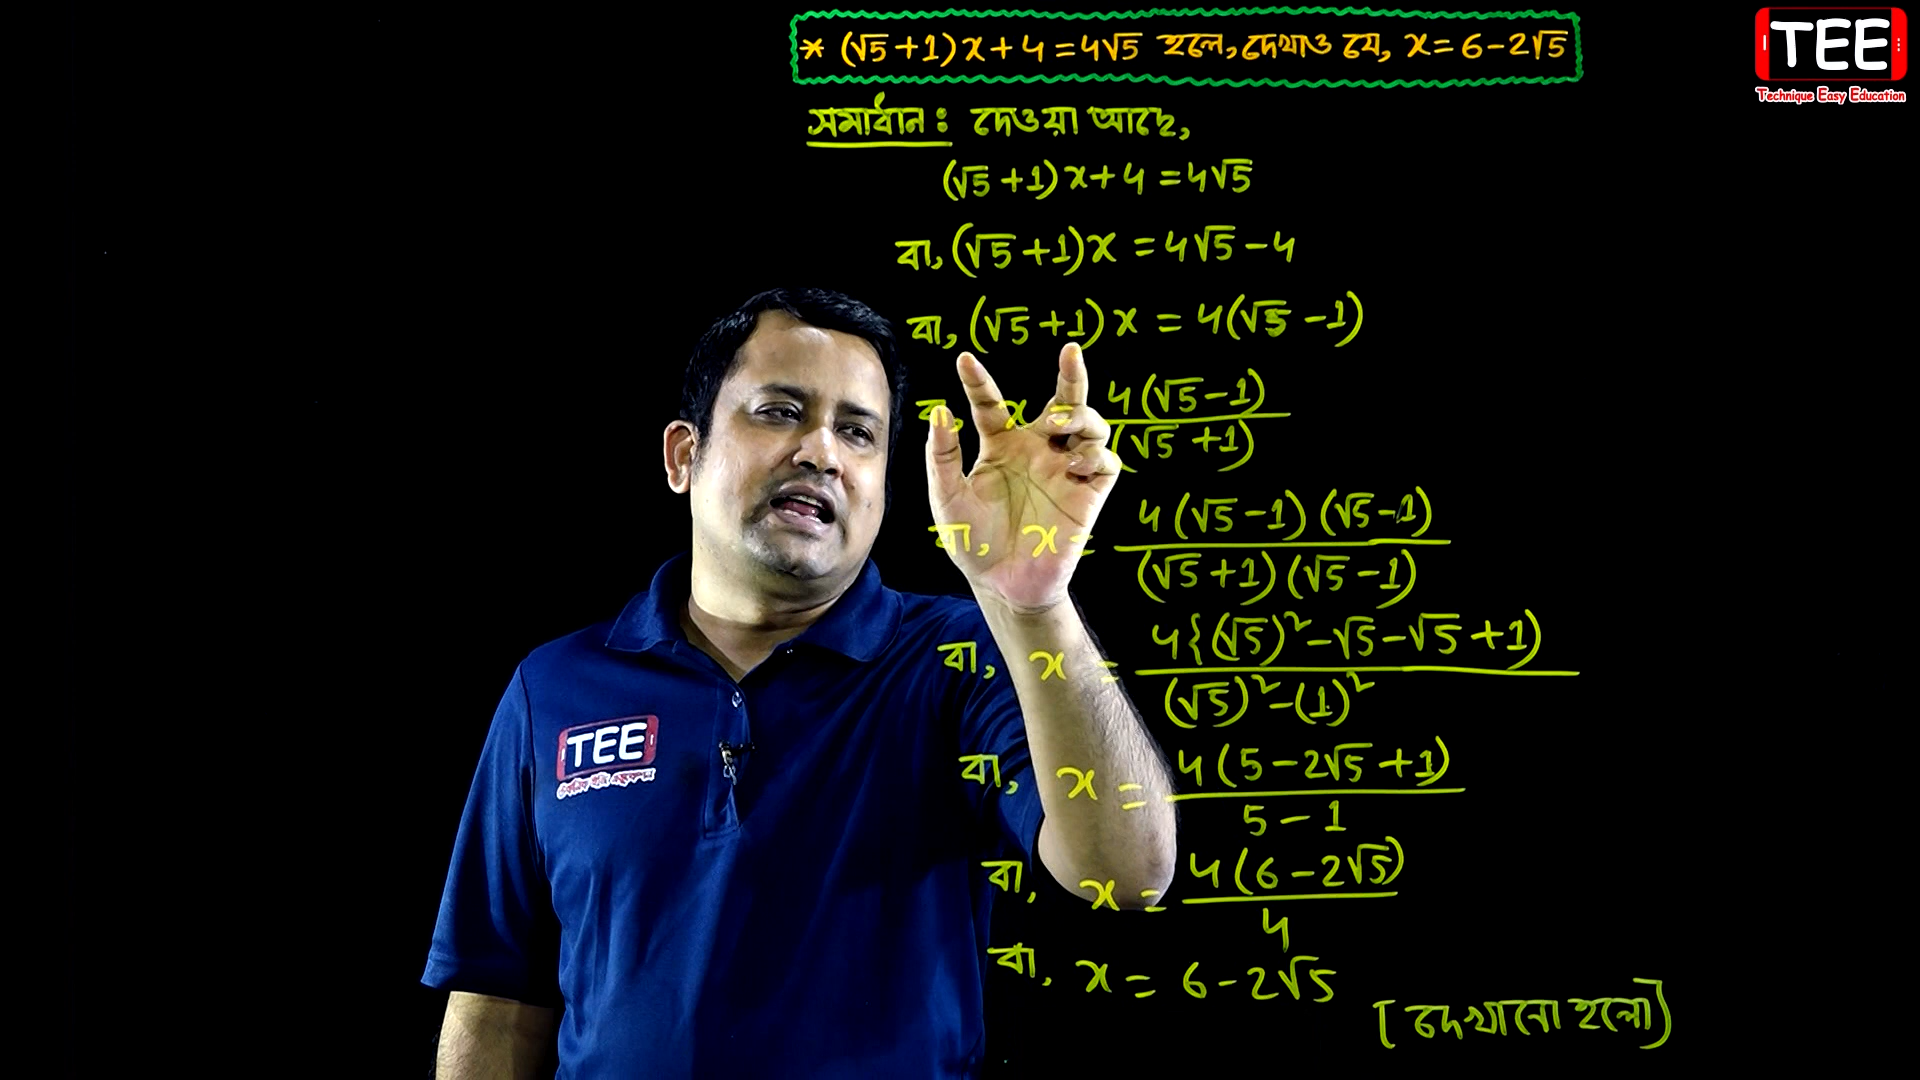 * (√5+1)x+4=4√5 হলে, দেখাও যে, x=6-2√5
TEE
Technique Easy Education
সমাধান: দেওয়া আছে,
(√5+1)x+4=4√5
বা, (√5+1)x=4√5-4
বা, (√5+1)x=4(√5-1)
বা, x= 4(√5-1)
(√5+1)
বা, x= 4(√5-1)(√5-1)
(√5+1)(√5-1)
বা, x= 4{(√5)²-√5-√5+1)
(√5)²-(1)²
বা, x= 4(5-2√5+1)
5-1
বা, x= 4(6-2√5)
4
বা, x=6-2√5
[দেখানো হলো]
TEE